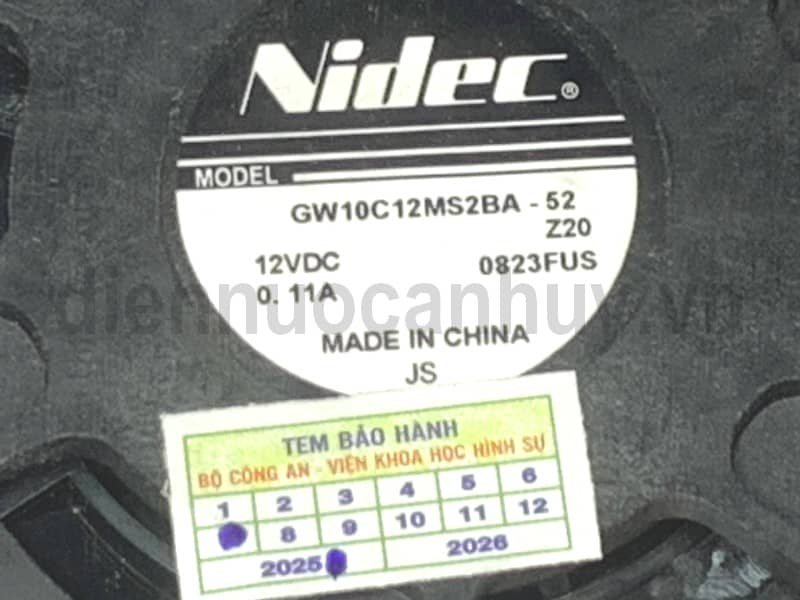 Nidec®
MODEL
GW10C12MS2BA - 52
Z20
12VDC 0823FUS
0. 11A
diennuocanhuy.vn
MADE IN CHINA
JS
TEM BẢO HÀNH
BỘ CÔNG AN - VIỆN KHOA HỌC HÌNH SỰ
1 2 3 4 5 6
8 9 10 11 12
2025 2026